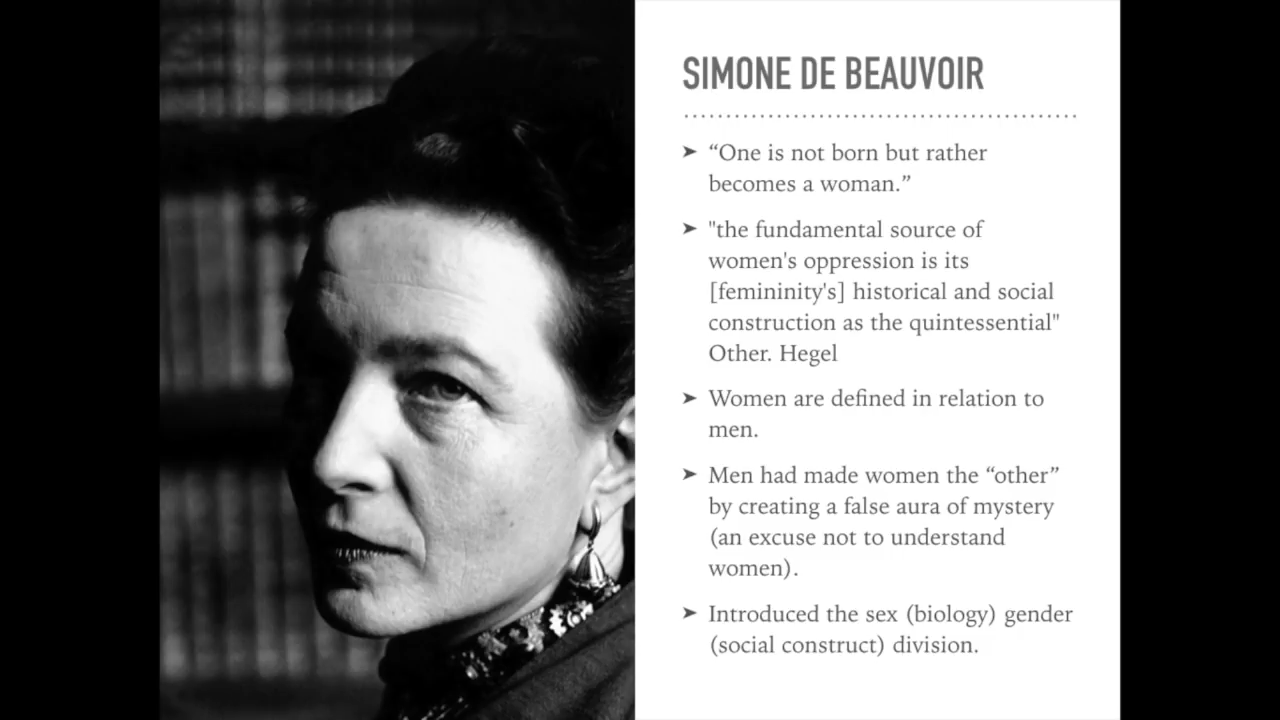 SIMONE DE BEAUVOIR
➤ “One is not born but rather
becomes a woman.”
➤ "the fundamental source of
women's oppression is its
[femininity's] historical and social
construction as the quintessential"
Other. Hegel
➤ Women are defined in relation to
men.
➤ Men had made women the “other”
by creating a false aura of mystery
(an excuse not to understand
women).
➤ Introduced the sex (biology) gender
(social construct) division.